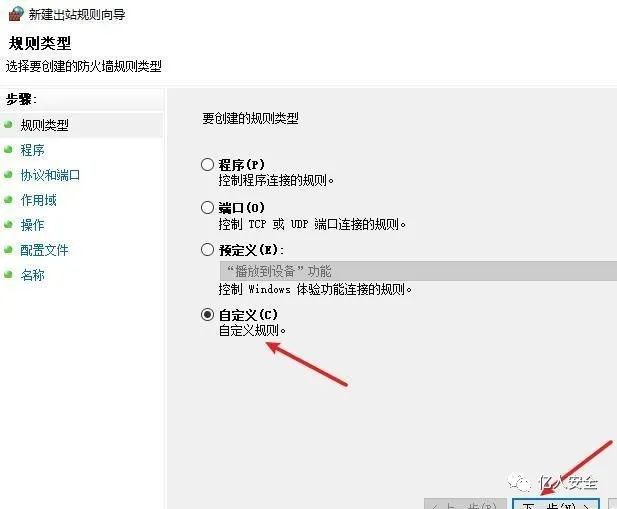 新建出站规则向导
规则类型
选择要创建的防火墙规则类型
步骤:
规则类型
程序
协议和端口
作用域
操作
配置文件
名称
要创建的规则类型
程序(P)
控制程序连接的规则。
端口(O)
控制 TCP 或 UDP 端口连接的规则。
预定义(E):
“播放到设备”功能
控制 Windows 体验功能连接的规则。
自定义(C)
自定义规则。
亿人安全
< 上一步(B)
下一步(N) >